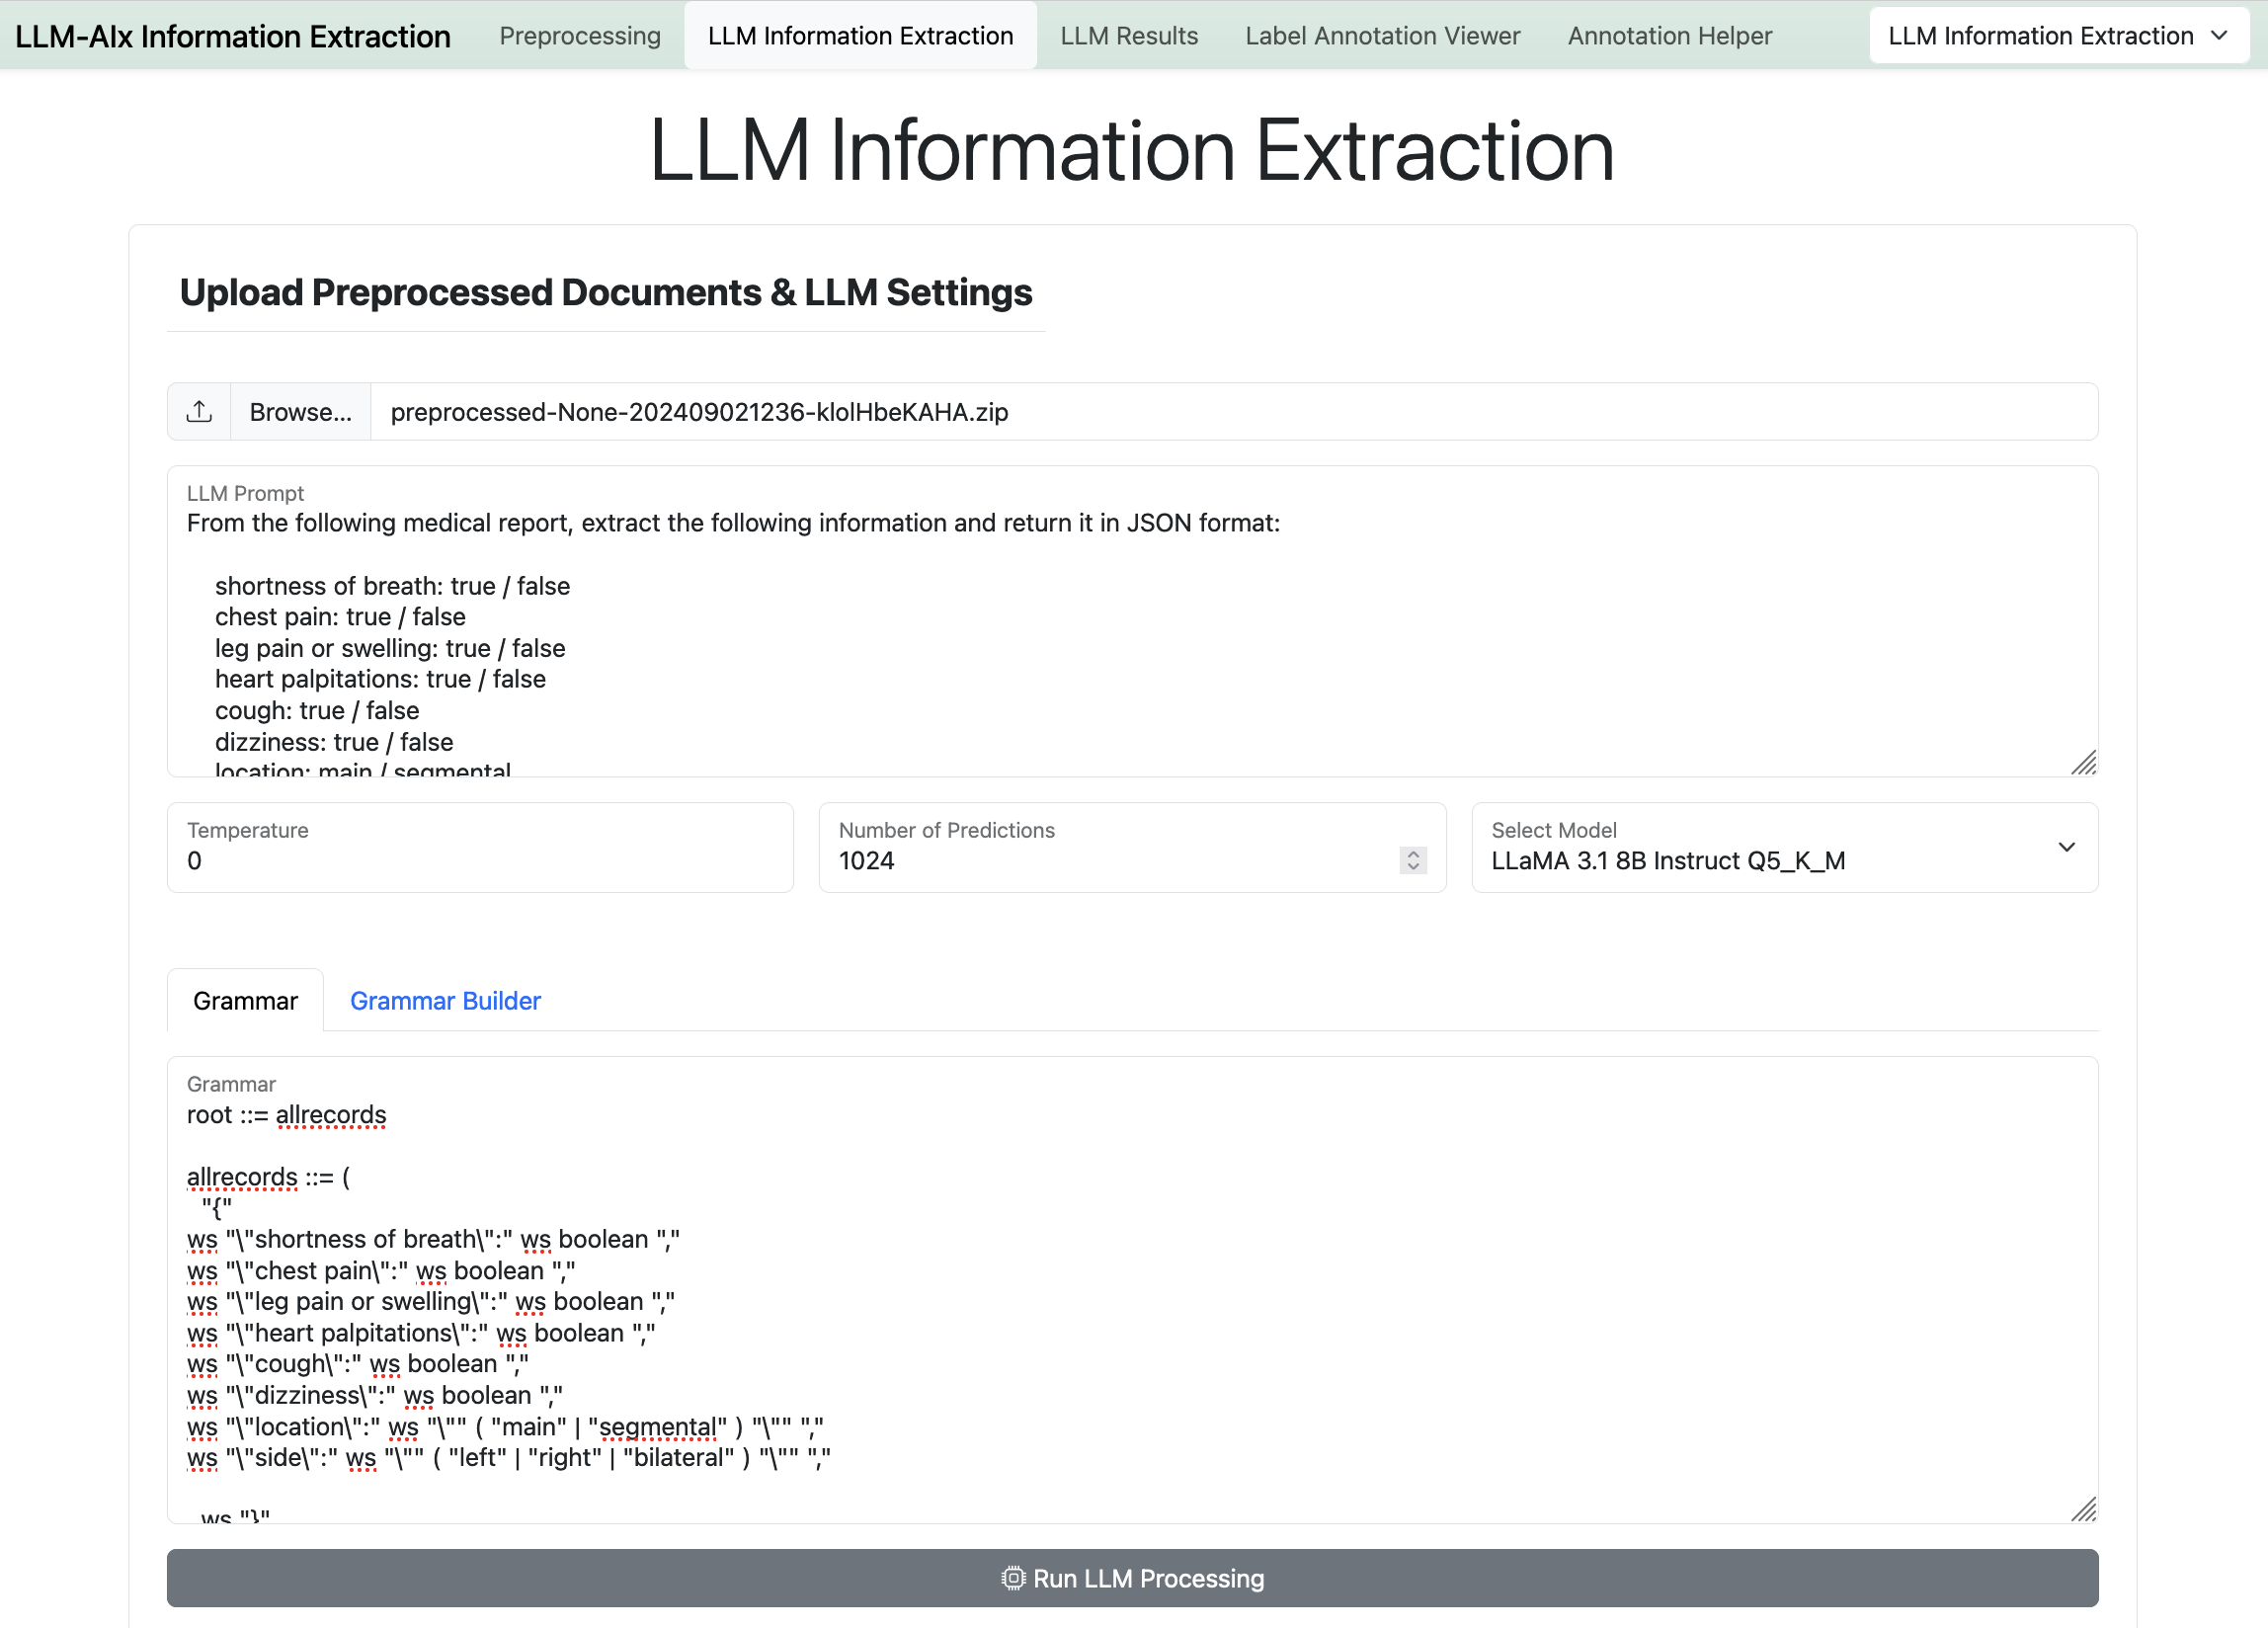 LLM-AIx Information Extraction
Preprocessing
LLM Information Extraction
LLM Results
Label Annotation Viewer
Annotation Helper
LLM Information Extraction
LLM Information Extraction
Upload Preprocessed Documents & LLM Settings
Browse...
preprocessed-None-202409021236-klolHbeKAHA.zip
LLM Prompt
From the following medical report, extract the following information and return it in JSON format:
shortness of breath: true / false
chest pain: true / false
leg pain or swelling: true / false
heart palpitations: true / false
cough: true / false
dizziness: true / false
location: main / segmental
Temperature
0
Number of Predictions
1024
Select Model
LLaMA 3.1 8B Instruct Q5_K_M
Grammar
Grammar Builder
Grammar
root ::= allrecords
allrecords ::= (
"{"
ws "\"shortness of breath\":" ws boolean ","
ws "\"chest pain\":" ws boolean ","
ws "\"leg pain or swelling\":" ws boolean ","
ws "\"heart palpitations\":" ws boolean ","
ws "\"cough\":" ws boolean ","
ws "\"dizziness\":" ws boolean ","
ws "\"location\":" ws "\"" ( "main" | "segmental" ) "\"" ","
ws "\"side\":" ws "\"" ( "left" | "right" | "bilateral" ) "\"" ","
ws "}"
Run LLM Processing